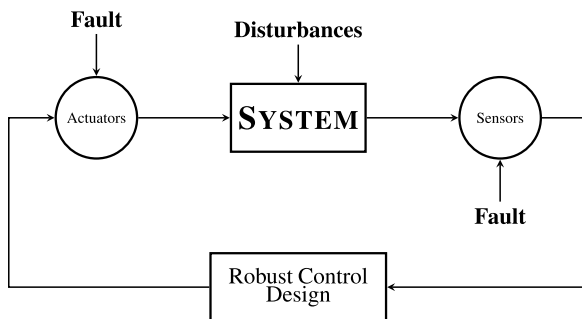 Fault
Disturbances
Actuators
SYSTEM
Sensors
Fault
Robust Control
Design